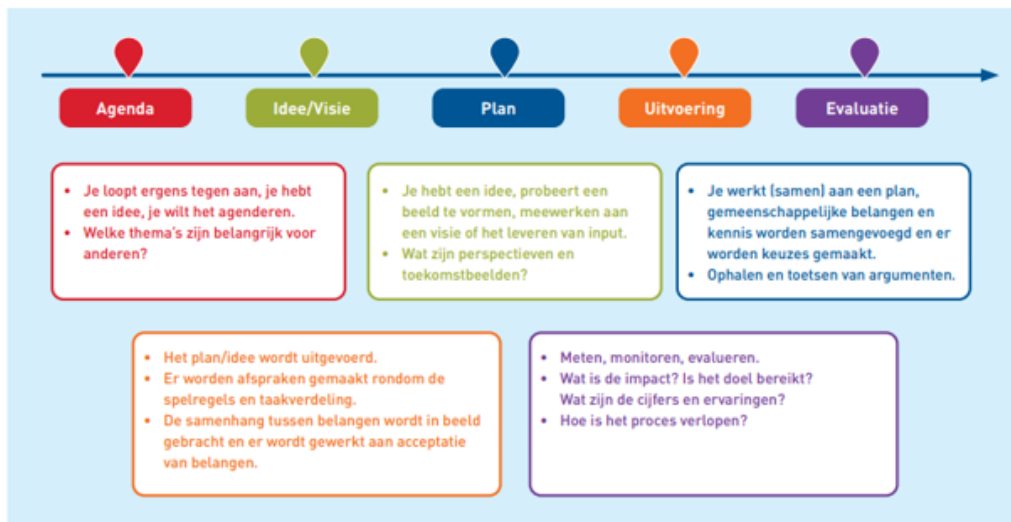 Agenda
Idee/Visie
Plan
Uitvoering
Evaluatie
• Je loopt ergens tegen aan, je hebt
een idee, je wilt het agenderen.
• Welke thema's zijn belangrijk voor
anderen?
• Je hebt een idee, probeert een
beeld te vormen, meewerken aan
een visie of het leveren van input.
• Wat zijn perspectieven en
toekomstbeelden?
• Je werkt (samen) aan een plan,
gemeenschappelijke belangen en
kennis worden samengevoegd en er
worden keuzes gemaakt.
• Ophalen en toetsen van argumenten.
• Het plan/idee wordt uitgevoerd.
• Er worden afspraken gemaakt rondom de
spelregels en taakverdeling.
• De samenhang tussen belangen wordt in beeld
gebracht en er wordt gewerkt aan acceptatie
van belangen.
• Meten, monitoren, evalueren.
• Wat is de impact? Is het doel bereikt?
Wat zijn de cijfers en ervaringen?
• Hoe is het proces verlopen?